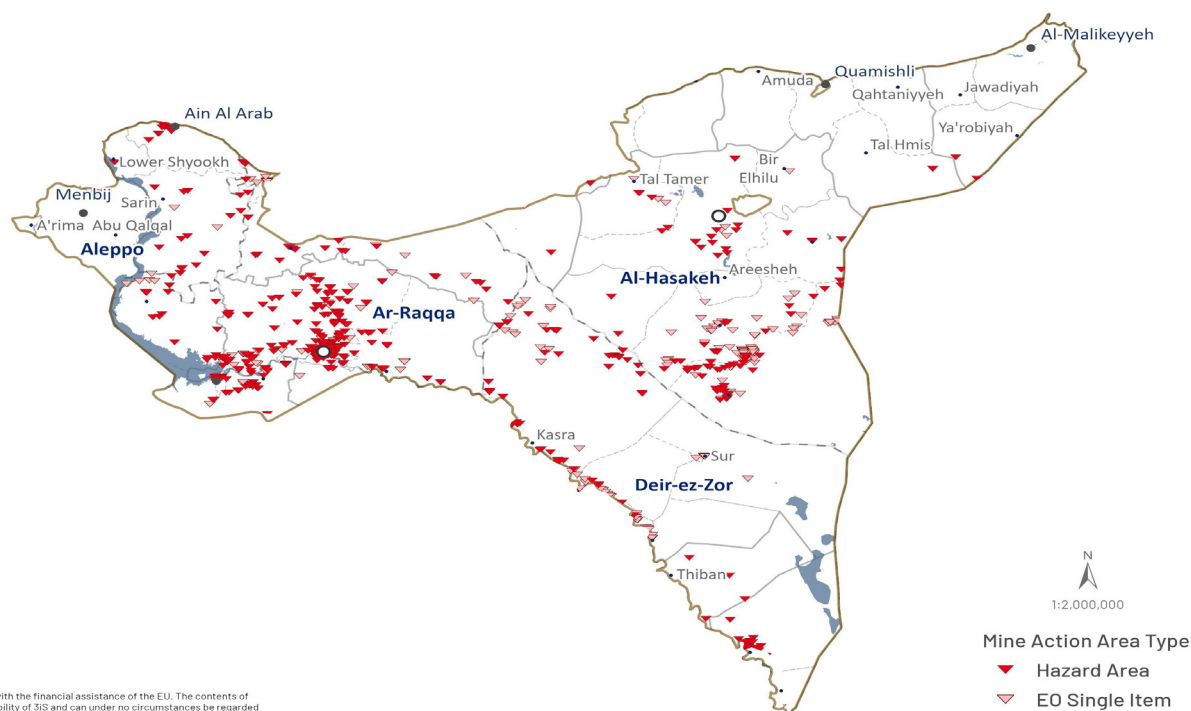 Al-Malikeyyeh
Quamishli
Amuda
Qahtaniyyeh
Jawadiyah
Ain Al Arab
Ya'robiyah
Tal Hmis
Lower Shyookh
Bir
Elhilu
Tal Tamer
Menbij
Sarin
A'rima
Abu Qalqal
Aleppo
Areesheh
Al-Hasakeh
Ar-Raqqa
Kasra
Sur
Deir-ez-Zor
Thiban
N
1:2,000,000
Mine Action Area Type
Hazard Area
EO Single Item
with the financial assistance of the EU. The contents of
bility of 3iS and can under no circumstances be regarded